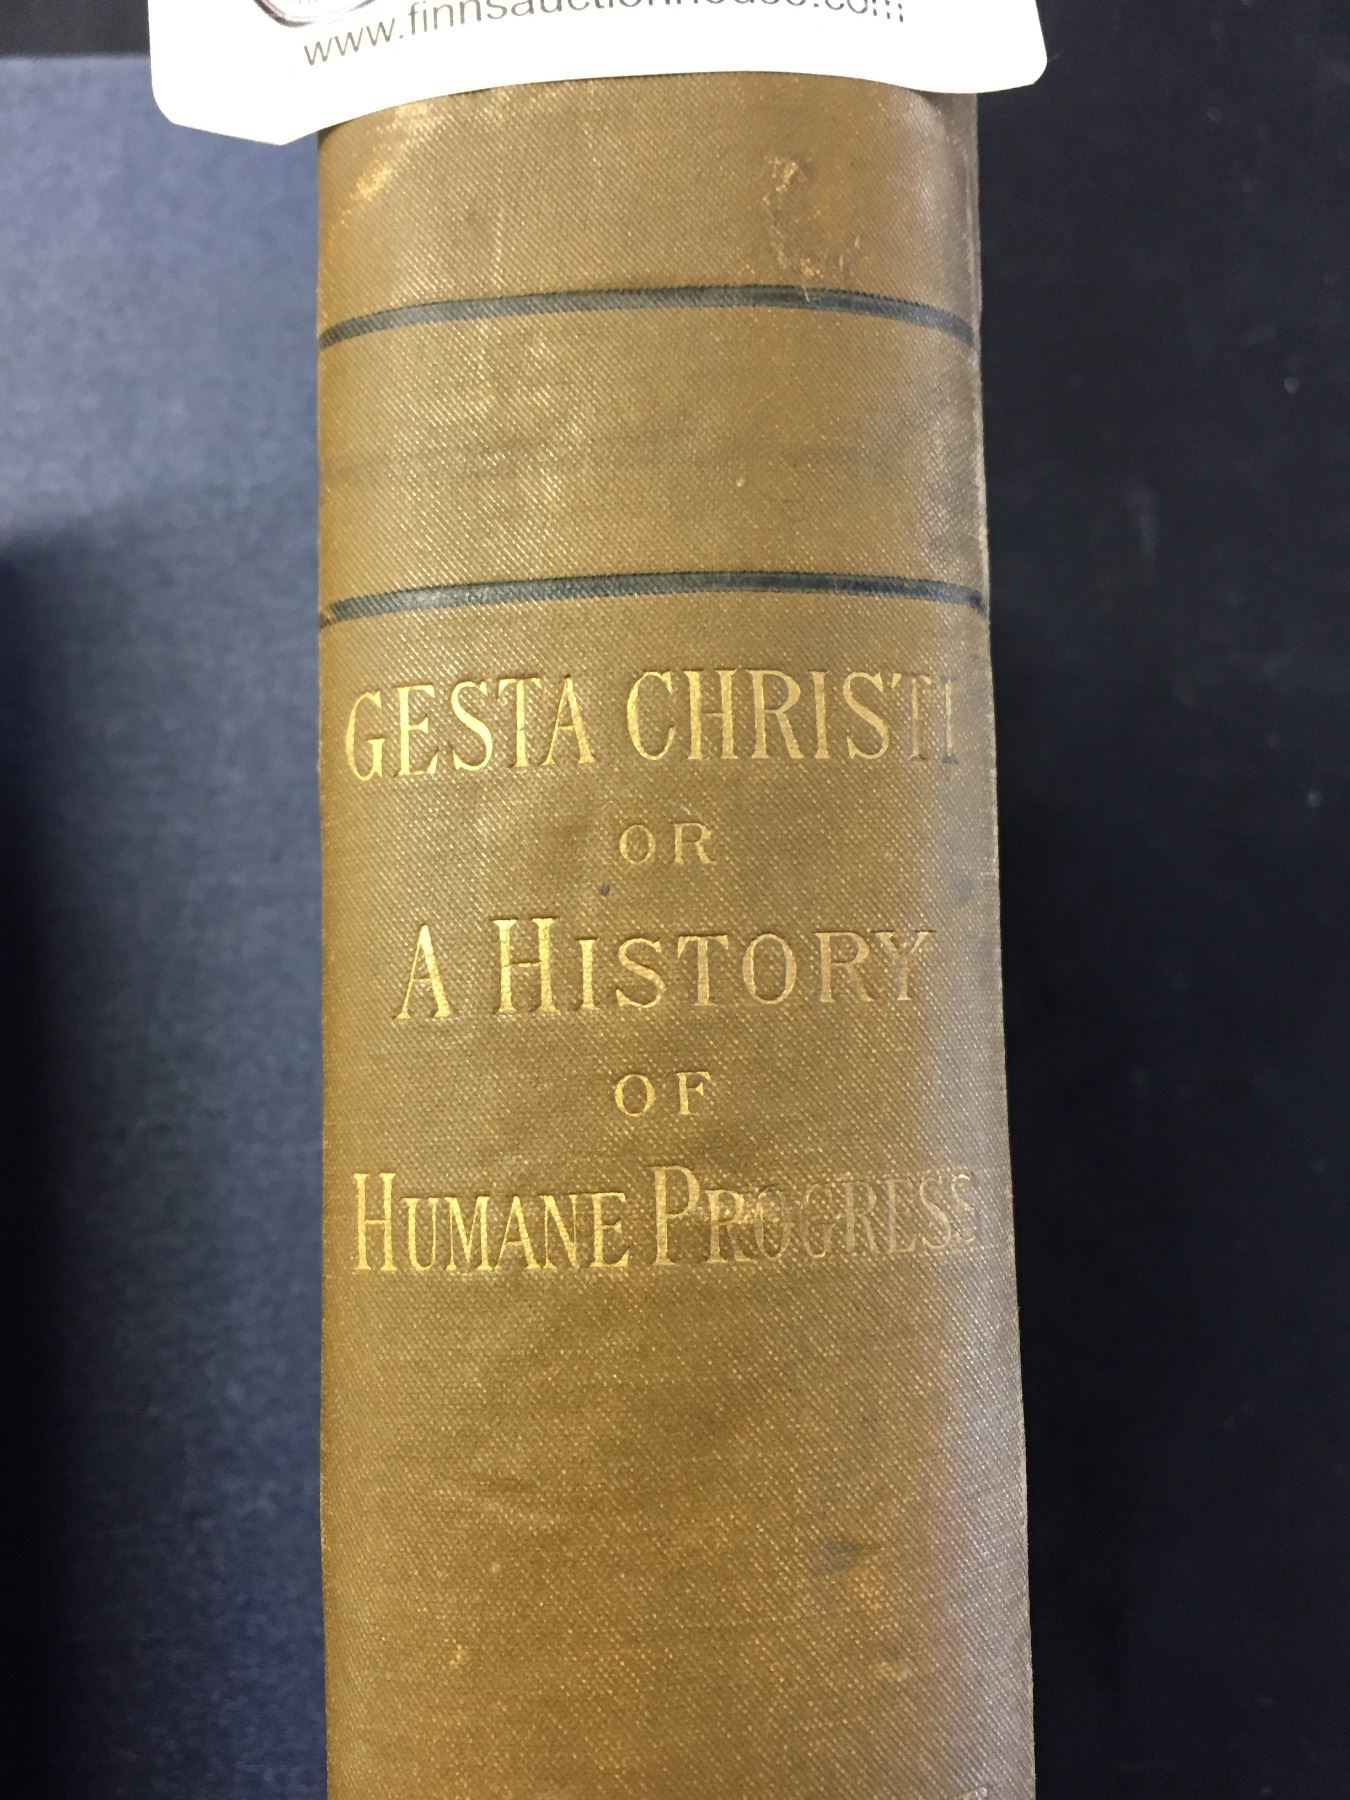 www.finnsauctionhouse.com
GESTA CHRISTI
OR
A HISTORY
OF
HUMANE PROGRESS